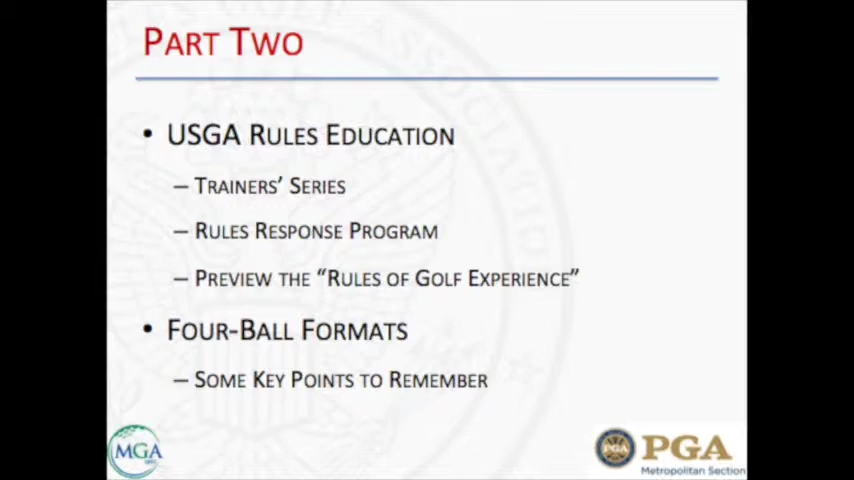 PART TWO
• USGA RULES EDUCATION
– TRAINERS' SERIES
– RULES RESPONSE PROGRAM
– PREVIEW THE “RULES OF GOLF EXPERIENCE”
• FOUR-BALL FORMATS
– SOME KEY POINTS TO REMEMBER
MGA
PGA
Metropolitan Section